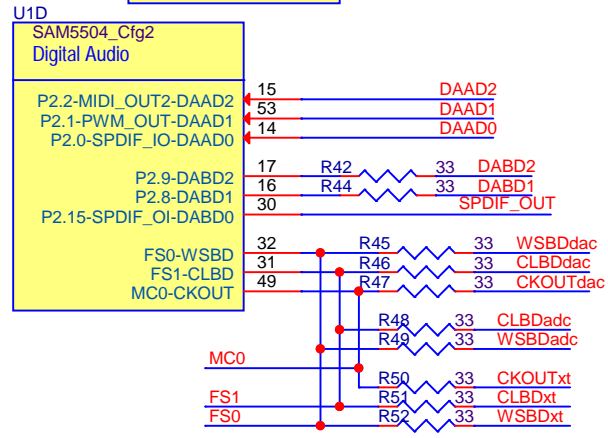 U1D
SAM5504_Cfg2
Digital Audio
P2.2-MIDI_OUT2-DAAD2 15 DAAD2
P2.1-PWM_OUT-DAAD1 53 DAAD1
P2.0-SPDIF_IO-DAAD0 14 DAAD0
P2.9-DABD2 17 R42 33 DABD2
P2.8-DABD1 16 R44 33 DABD1
P2.15-SPDIF_OI-DABD0 30 SPDIF_OUT
FS0-WSBD 32 R45 33 WSBDdac
FS1-CLBD 31 R46 33 CLBDdac
MC0-CKOUT 49 R47 33 CKOUTdac
R48 33 CLBDadc
R49 33 WSBDadc
MC0
R50 33 CKOUTxt
FS1 R51 33 CLBDxt
FS0 R52 33 WSBDxt